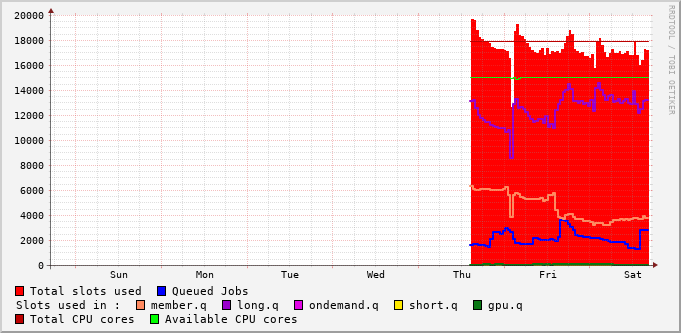 20000
18000
16000
14000
12000
10000
8000
6000
4000
2000
0
Sun Mon Tue Wed Thu Fri Sat
RRDTOOL / TOBI OETIKER
Total slots used Queued Jobs
Slots used in : member.q long.q ondemand.q short.q gpu.q
Total CPU cores Available CPU cores